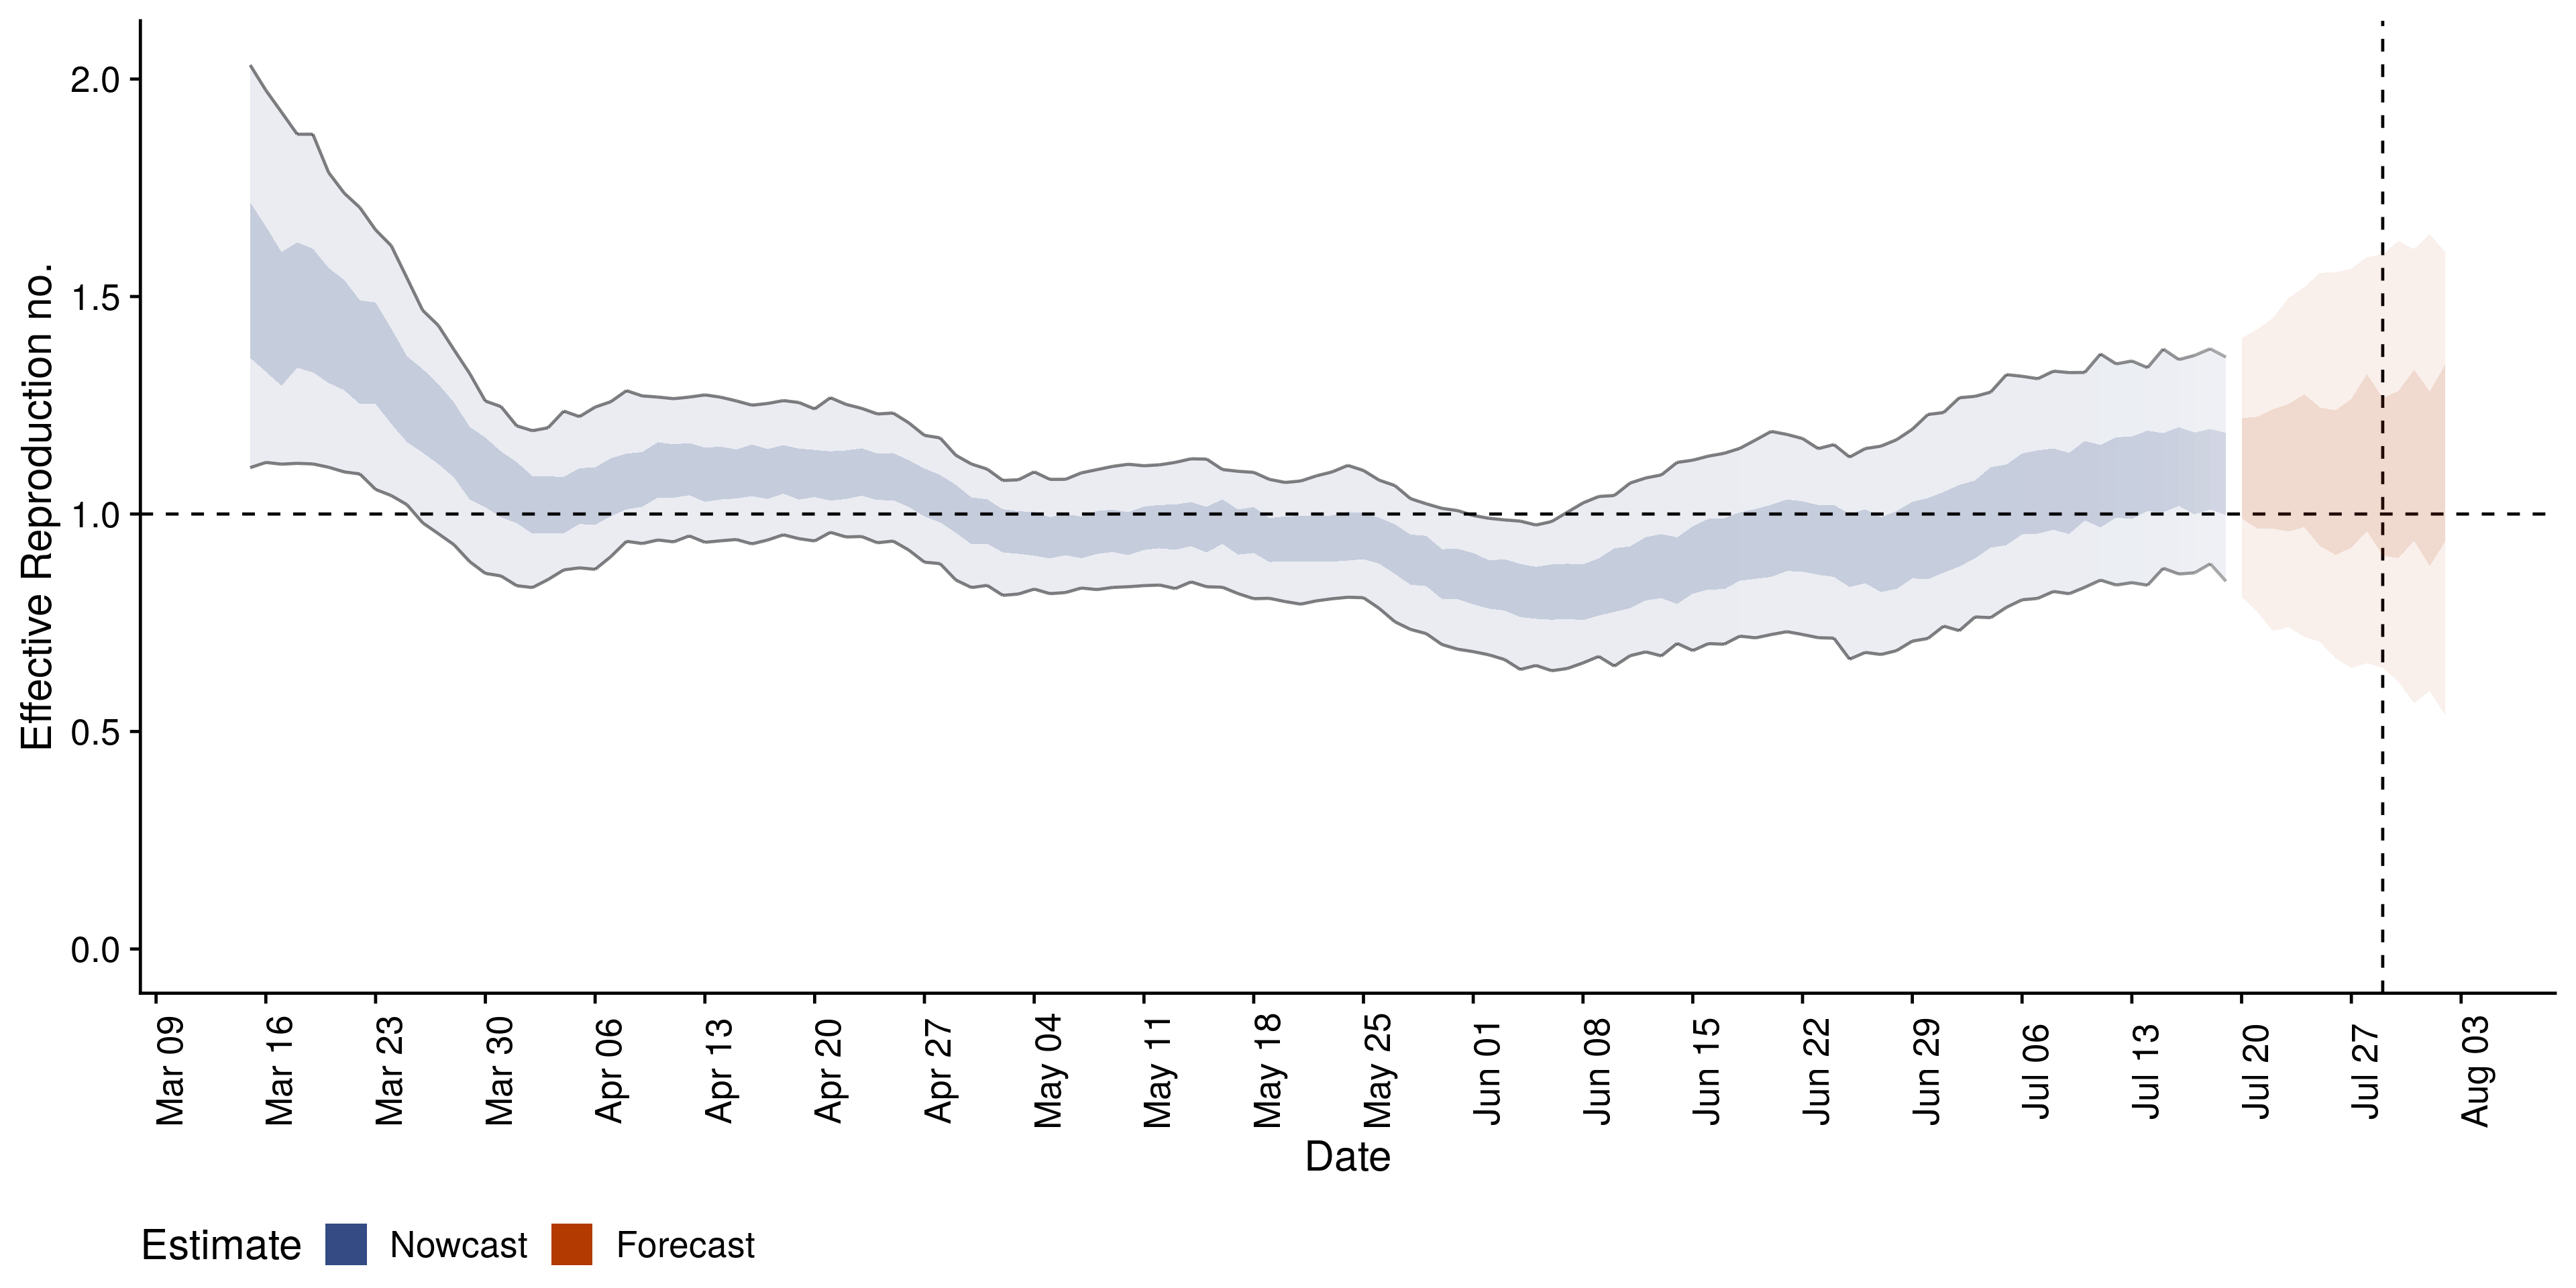 Effective Reproduction no.
2.0
1.5
1.0
0.5
0.0
Mar 09
Mar 16
Mar 23
Mar 30
Apr 06
Apr 13
Apr 20
Apr 27
May 04
May 11
May 18
May 25
Jun 01
Jun 08
Jun 15
Jun 22
Jun 29
Jul 06
Jul 13
Jul 20
Jul 27
Aug 03
Date
Estimate Nowcast Forecast